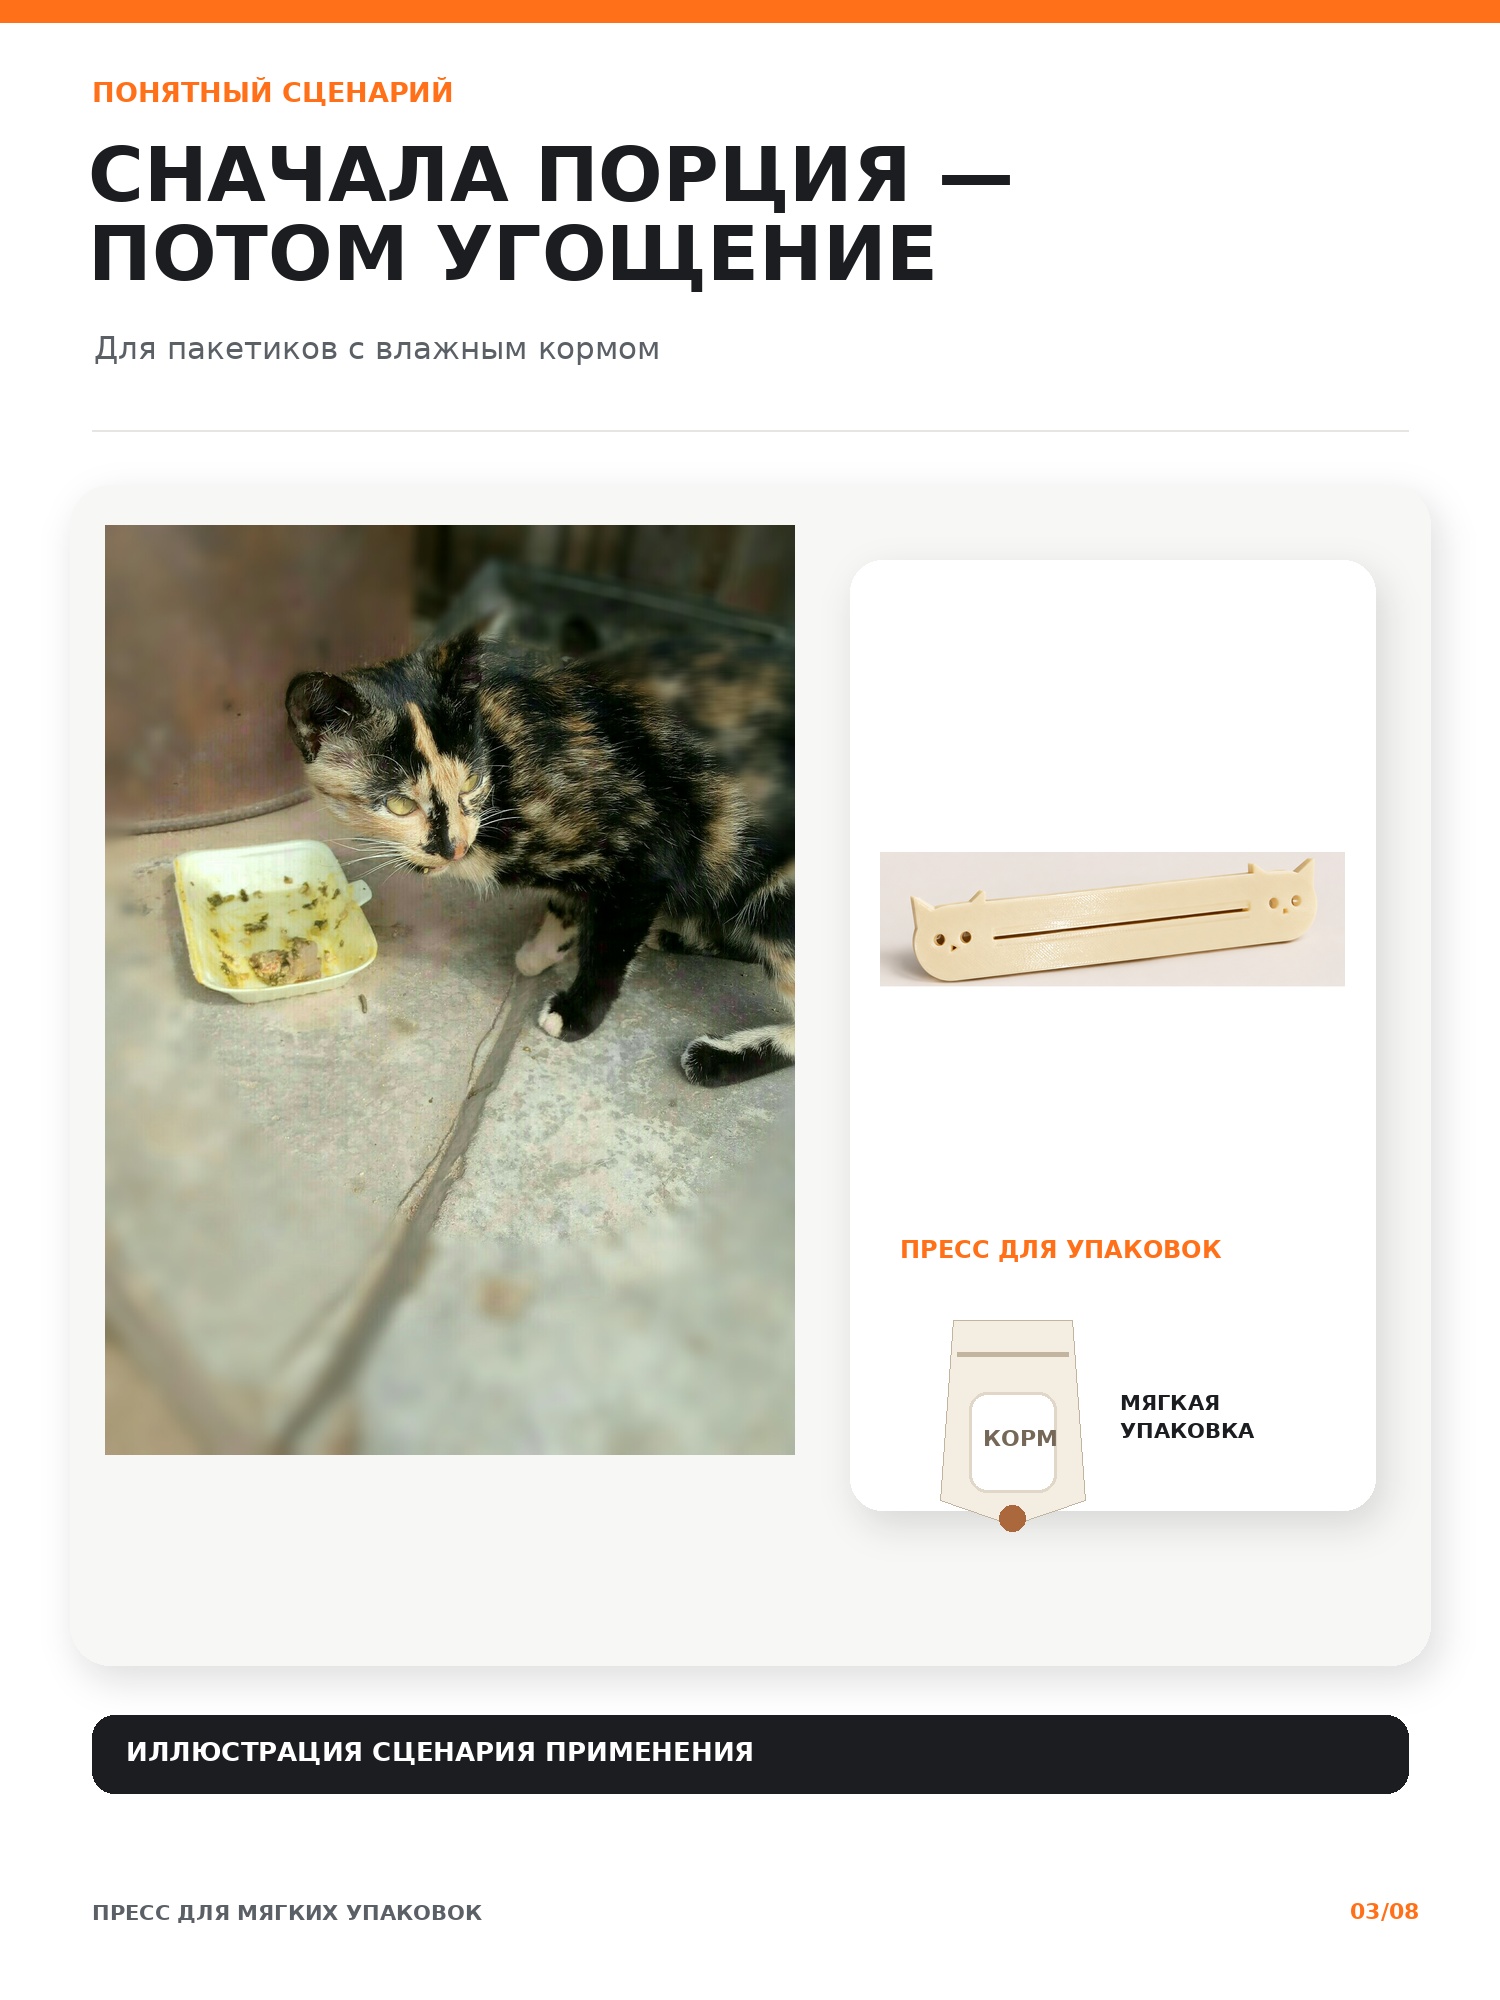 ПОНЯТНЫЙ СЦЕНАРИЙ
СНАЧАЛА ПОРЦИЯ —
ПОТОМ УГОЩЕНИЕ
Для пакетиков с влажным кормом
ПРЕСС ДЛЯ УПАКОВОК
КОРМ
МЯГКАЯ
УПАКОВКА
ИЛЛЮСТРАЦИЯ СЦЕНАРИЯ ПРИМЕНЕНИЯ
ПРЕСС ДЛЯ МЯГКИХ УПАКОВОК
03/08